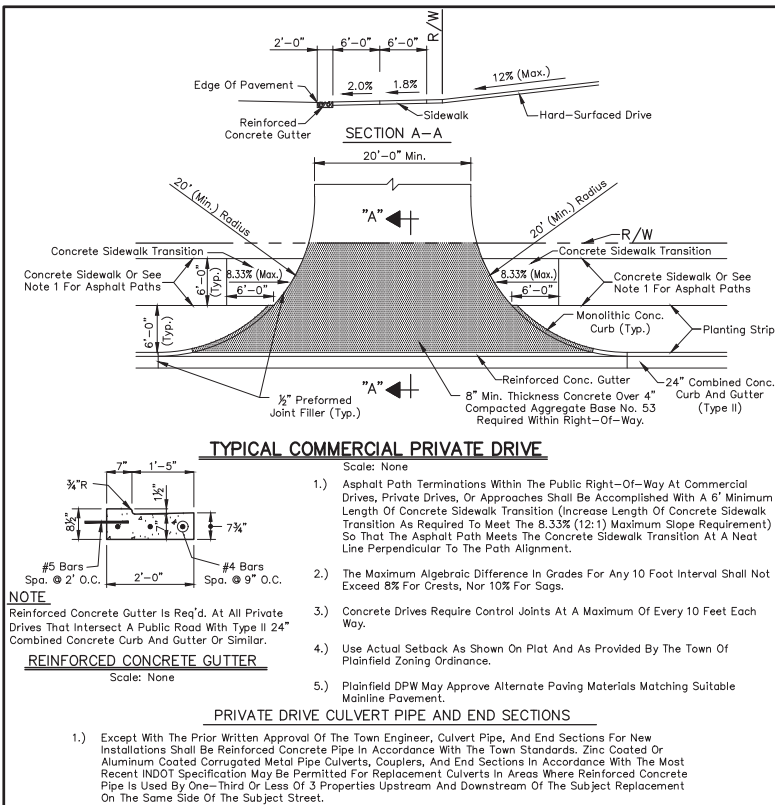 R/W
2'-0" 6'-0" 6'-0"
Edge Of Pavement
2.0% 1.8%
12% (Max.)
Reinforced
Concrete Gutter
Sidewalk
Hard-Surfaced Drive
SECTION A-A
20'-0" Min.
20' (Min.) Radius
"A"
20' (Min.) Radius
R/W
Concrete Sidewalk Transition
Concrete Sidewalk Transition
Concrete Sidewalk Or See
Note 1 For Asphalt Paths
6'-0"
(Typ.)
8.33% (Max.)
6'-0"
8.33% (Max.)
6'-0"
Concrete Sidewalk Or See
Note 1 For Asphalt Paths
Monolithic Conc.
Curb (Typ.)
6'-0"
(Typ.)
Planting Strip
Reinforced Conc. Gutter
½" Preformed
Joint Filler (Typ.)
"A"
8" Min. Thickness Concrete Over 4"
Compacted Aggregate Base No. 53
Required Within Right-Of-Way.
24" Combined Conc.
Curb And Gutter
(Type II)
TYPICAL COMMERCIAL PRIVATE DRIVE
Scale: None
7" 1'-5"
¾"R
1½"
8½"
7"
7¾"
#5 Bars
Spa. @ 2' O.C.
2'-0"
#4 Bars
Spa. @ 9" O.C.
NOTE
Reinforced Concrete Gutter Is Req'd. At All Private
Drives That Intersect A Public Road With Type II 24"
Combined Concrete Curb And Gutter Or Similar.
REINFORCED CONCRETE GUTTER
Scale: None
1.) Asphalt Path Terminations Within The Public Right-Of-Way At Commercial
Drives, Private Drives, Or Approaches Shall Be Accomplished With A 6' Minimum
Length Of Concrete Sidewalk Transition (Increase Length Of Concrete Sidewalk
Transition As Required To Meet The 8.33% (12:1) Maximum Slope Requirement)
So That The Asphalt Path Meets The Concrete Sidewalk Transition At A Neat
Line Perpendicular To The Path Alignment.
2.) The Maximum Algebraic Difference In Grades For Any 10 Foot Interval Shall Not
Exceed 8% For Crests, Nor 10% For Sags.
3.) Concrete Drives Require Control Joints At A Maximum Of Every 10 Feet Each
Way.
4.) Use Actual Setback As Shown On Plat And As Provided By The Town Of
Plainfield Zoning Ordinance.
5.) Plainfield DPW May Approve Alternate Paving Materials Matching Suitable
Mainline Pavement.
PRIVATE DRIVE CULVERT PIPE AND END SECTIONS
1.) Except With The Prior Written Approval Of The Town Engineer, Culvert Pipe, And End Sections For New
Installations Shall Be Reinforced Concrete Pipe In Accordance With The Town Standards. Zinc Coated Or
Aluminum Coated Corrugated Metal Pipe Culverts, Couplers, And End Sections In Accordance With The Most
Recent INDOT Specification May Be Permitted For Replacement Culverts In Areas Where Reinforced Concrete
Pipe Is Used By One-Third Or Less Of 3 Properties Upstream And Downstream Of The Subject Replacement
On The Same Side Of The Subject Street.